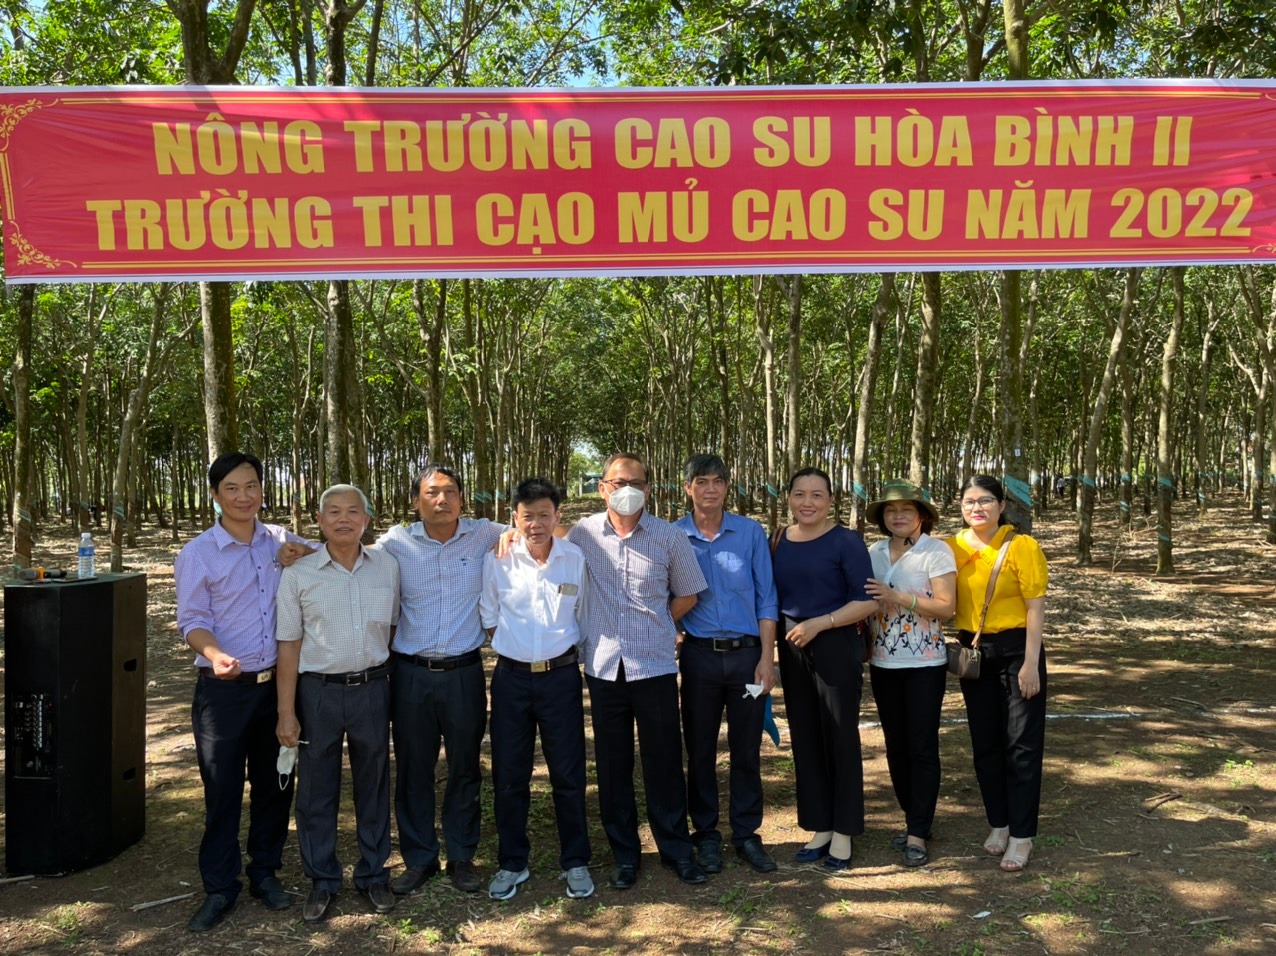 NÔNG TRƯỜNG CAO SU HÒA BÌNH II
TRƯỜNG THI CẠO MỦ CAO SU NĂM 2022